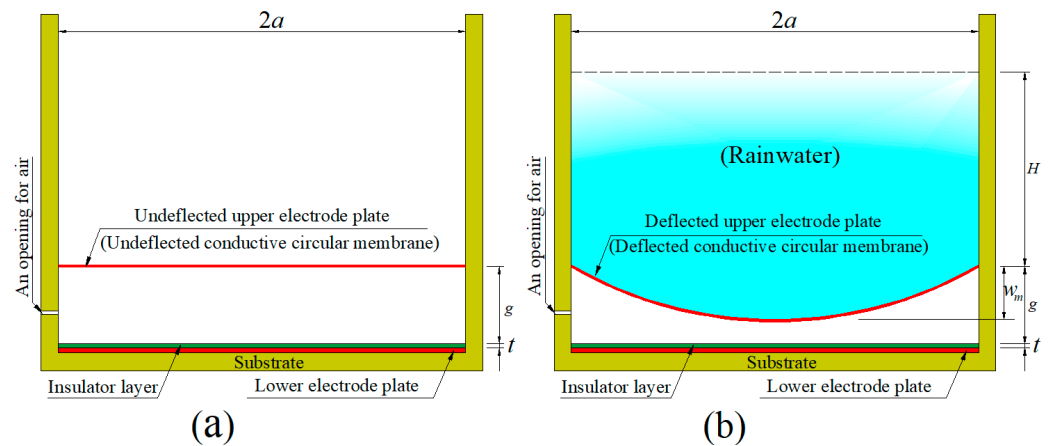 2a
An opening for air
Undeflected upper electrode plate
(Undeflected conductive circular membrane)
g
t
Substrate
Insulator layer
Lower electrode plate
(a)
2a
(Rainwater)
H
An opening for air
Deflected upper electrode plate
(Deflected conductive circular membrane)
wm
g
t
Substrate
Insulator layer
Lower electrode plate
(b)